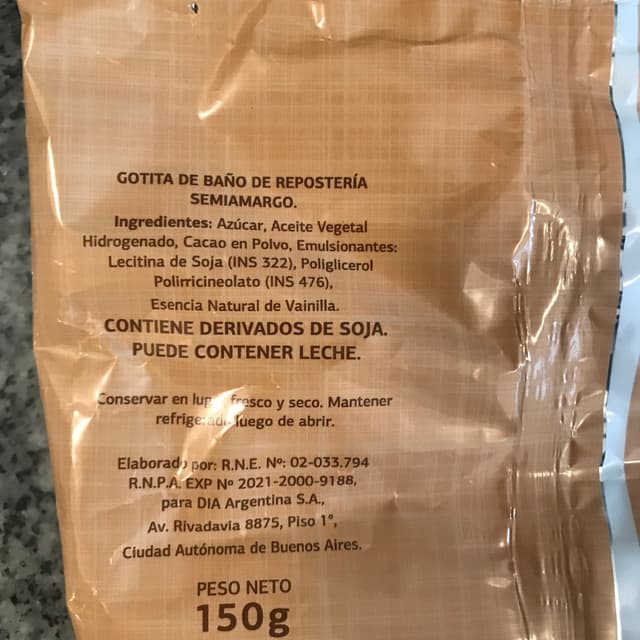 GOTITA DE BAÑO DE REPOSTERÍA
SEMIAMARGO.
Ingredientes: Azúcar, Aceite Vegetal
Hidrogenado, Cacao en Polvo, Emulsionantes:
Lecitina de Soja (INS 322), Poliglicerol
Polirricineolato (INS 476),
Esencia Natural de Vainilla.
CONTIENE DERIVADOS DE SOJA.
PUEDE CONTENER LECHE.
Conservar en fresco y seco. Mantener
luego de abrir.
Elaborado por: R.N.E. Nº: 02-033.794
R.N.P.A. EXP Nº 2021-2000-9188,
para DIA Argentina S.A.,
Av. Rivadavia 8875, Piso 1°,
Ciudad Autónoma de Buenos Aires.
PESO NETO
150g